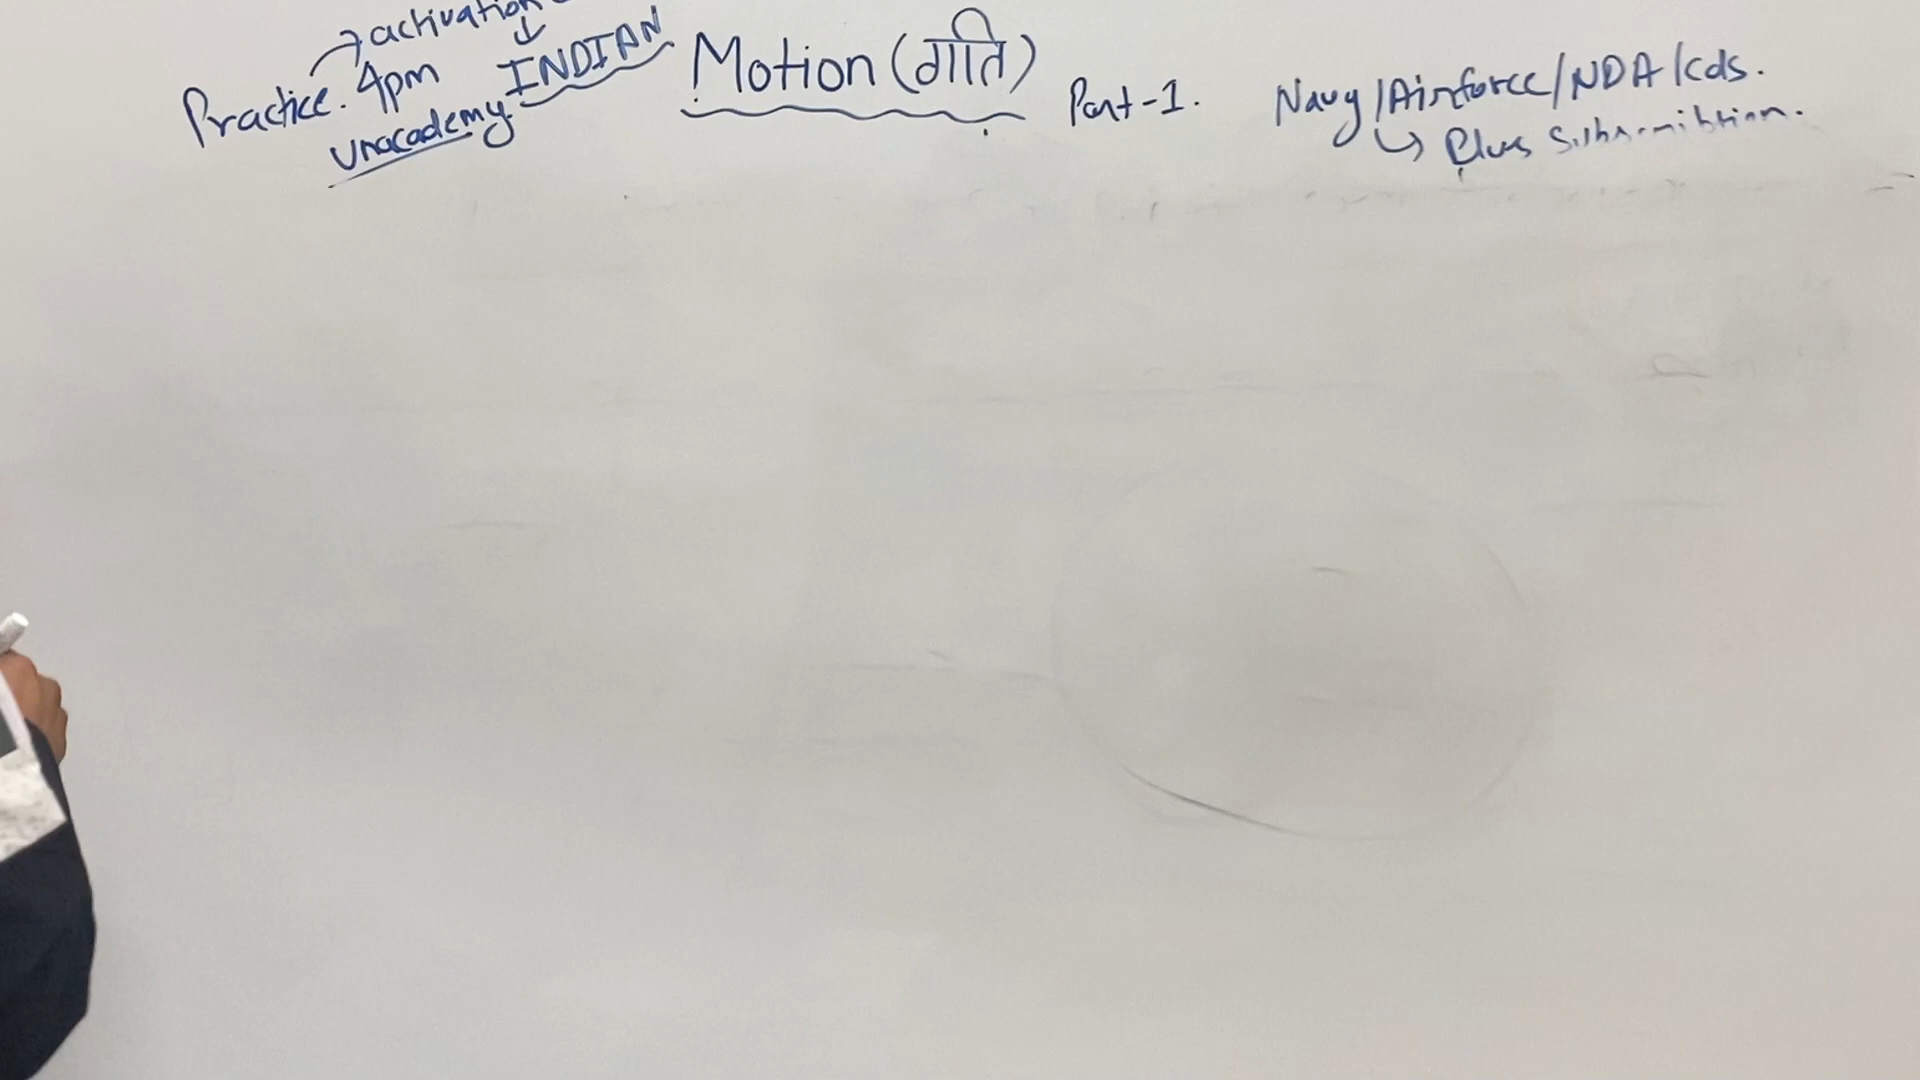 activation
↓
Practice. 4pm INDIAN
unacademy.
Motion (गति) Part-1.
Navy/Airforce/NDA/cds.
↳ Plus